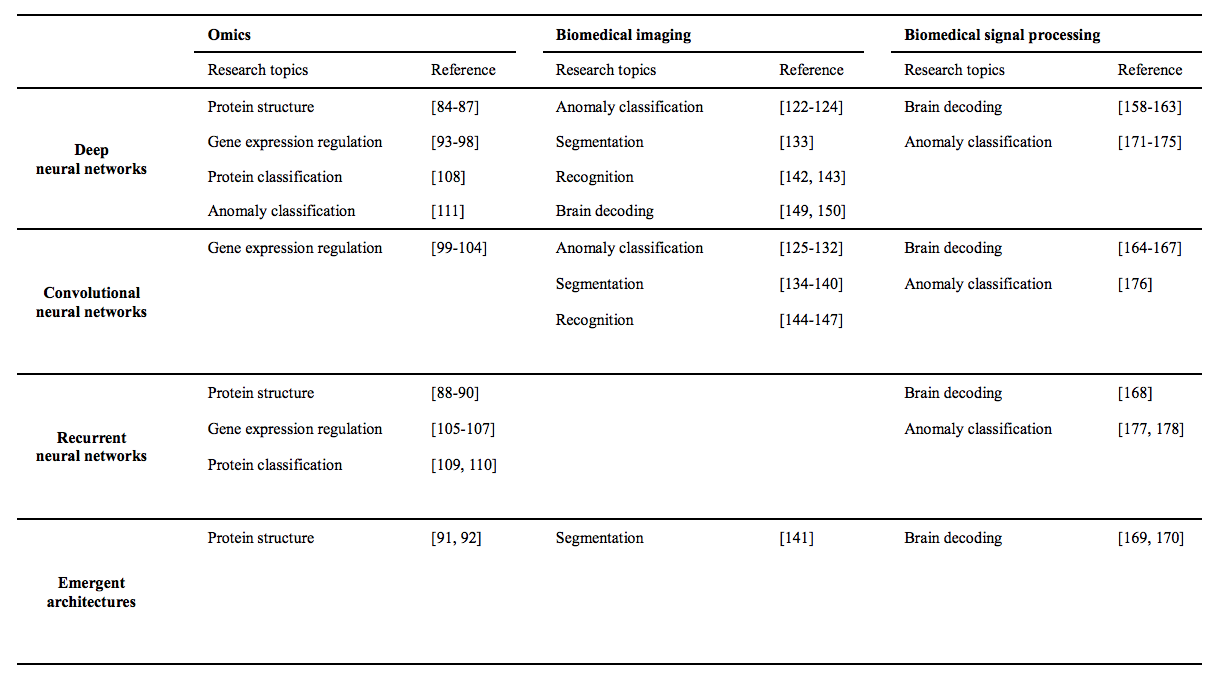 Omics Biomedical imaging Biomedical signal processing
Research topics Reference Research topics Reference Research topics Reference
Deep
neural networks
Protein structure [84-87] Anomaly classification [122-124] Brain decoding [158-163]
Gene expression regulation [93-98] Segmentation [133] Anomaly classification [171-175]
Protein classification [108] Recognition [142, 143]
Anomaly classification [111] Brain decoding [149, 150]
Convolutional
neural networks
Gene expression regulation [99-104] Anomaly classification [125-132] Brain decoding [164-167]
Segmentation [134-140] Anomaly classification [176]
Recognition [144-147]
Recurrent
neural networks
Protein structure [88-90] Brain decoding [168]
Gene expression regulation [105-107] Anomaly classification [177, 178]
Protein classification [109, 110]
Emergent
architectures
Protein structure [91, 92] Segmentation [141] Brain decoding [169, 170]